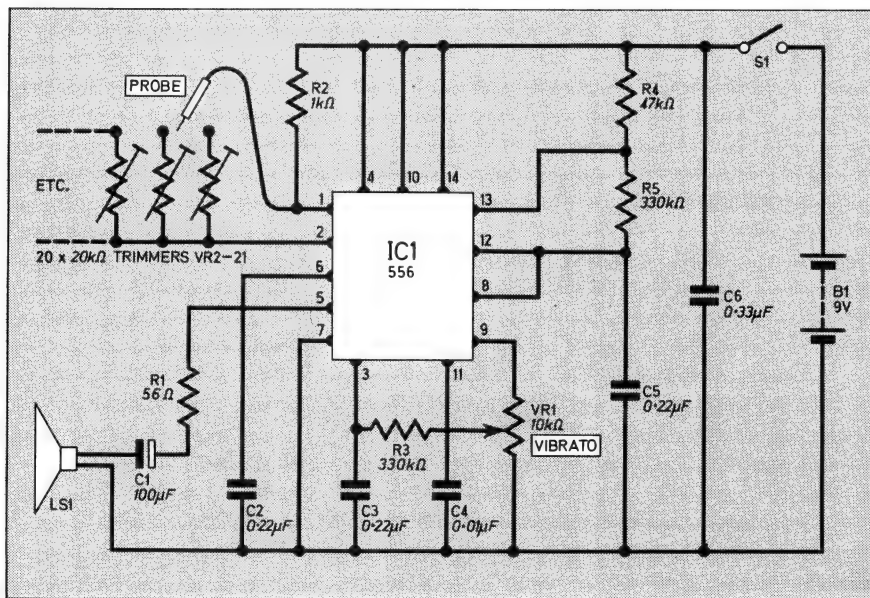 PROBE
ETC.
20 x 20kΩ TRIMMERS VR2-21
R2
1kΩ
4
10
14
S1
R4
47kΩ
R5
330kΩ
1
2
6
5
7
13
12
8
9
IC1
556
3
11
R1
56Ω
LS1
C1
100µF
C2
0·22µF
R3
330kΩ
C3
0·22µF
C4
0·01µF
VR1
10kΩ
VIBRATO
C5
0·22µF
C6
0·33µF
B1
9V